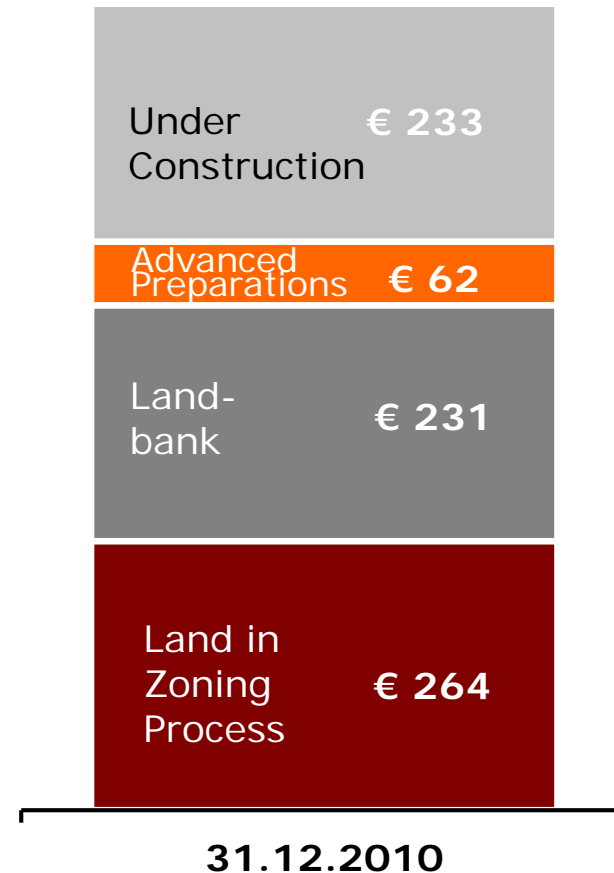 Under € 233
Construction
Advanced
Preparations € 62
Land-
bank € 231
Land in
Zoning € 264
Process
31.12.2010